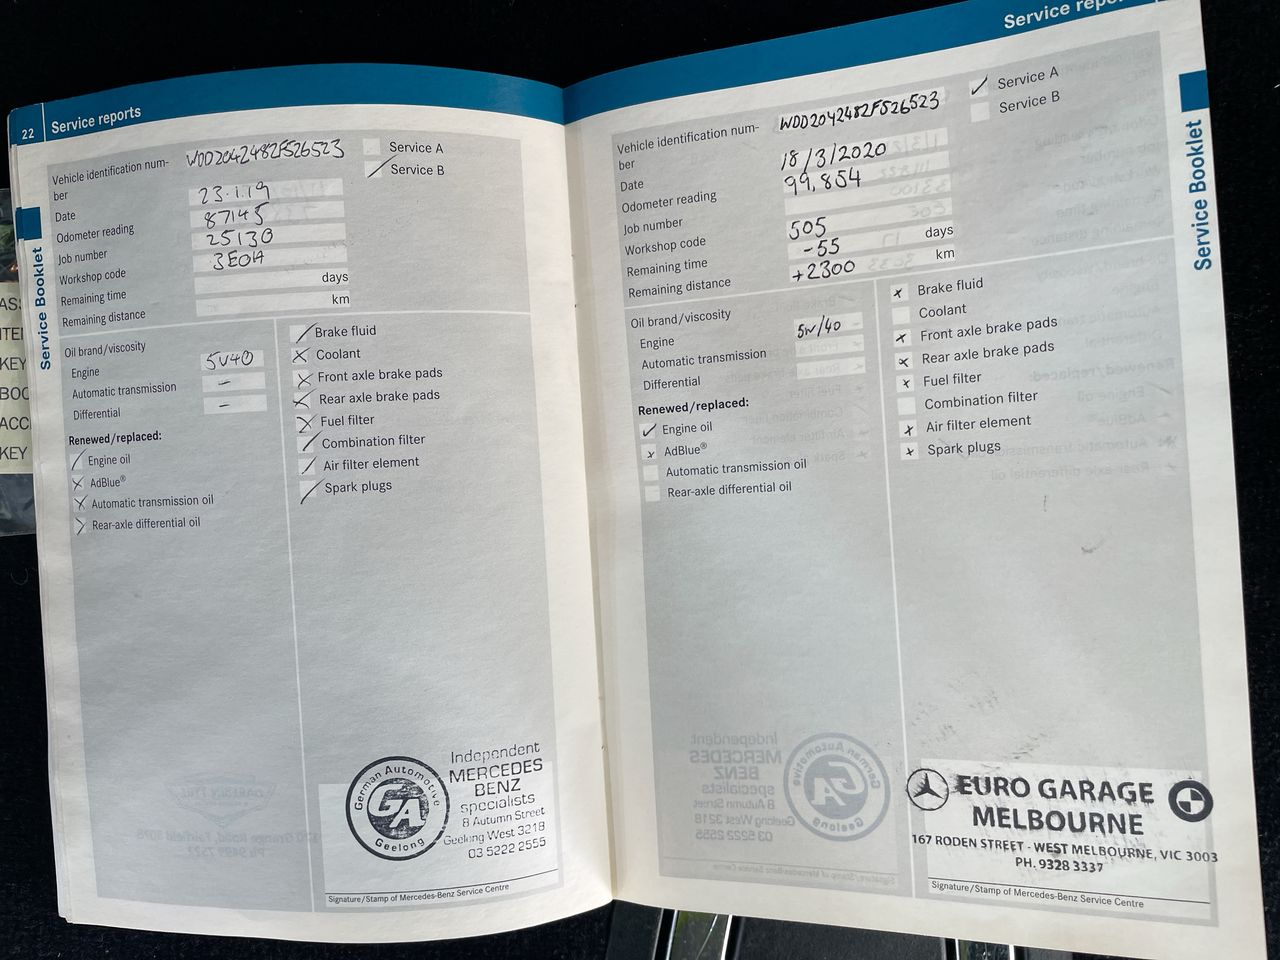 22 Service reports
Vehicle identification num-
ber WDD2042482F526523
Date 23.1.19
Odometer reading 87145
Job number 25130
Workshop code 3E0H
Remaining time days
Remaining distance km
Service A
Service B
Oil brand/viscosity
Engine 5W40
Automatic transmission –
Differential –
Renewed/replaced:
Engine oil
AdBlue®
Automatic transmission oil
Rear-axle differential oil
Brake fluid
Coolant
Front axle brake pads
Rear axle brake pads
Fuel filter
Combination filter
Air filter element
Spark plugs
German Automotive
GA
Geelong
Independent
MERCEDES
BENZ
specialists
8 Autumn Street
Geelong West 3218
03 5222 2555
Signature/Stamp of Mercedes-Benz Service Centre
Service Booklet
KEY
KEY
Service
Vehicle identification num-
ber WDD2042482F526523
Date 18/3/2020
Odometer reading 99,854
Job number
Workshop code 505
Remaining time -55 days
Remaining distance +2300 km
Service A
Service B
Oil brand/viscosity
Engine 5w/40
Automatic transmission
Differential
Renewed/replaced:
Engine oil
AdBlue®
Automatic transmission oil
Rear-axle differential oil
Brake fluid
Coolant
Front axle brake pads
Rear axle brake pads
Fuel filter
Combination filter
Air filter element
Spark plugs
EURO GARAGE
MELBOURNE
167 RODEN STREET - WEST MELBOURNE, VIC 3003
PH. 9328 3337
Signature/Stamp of Mercedes-Benz Service Centre
Service Booklet